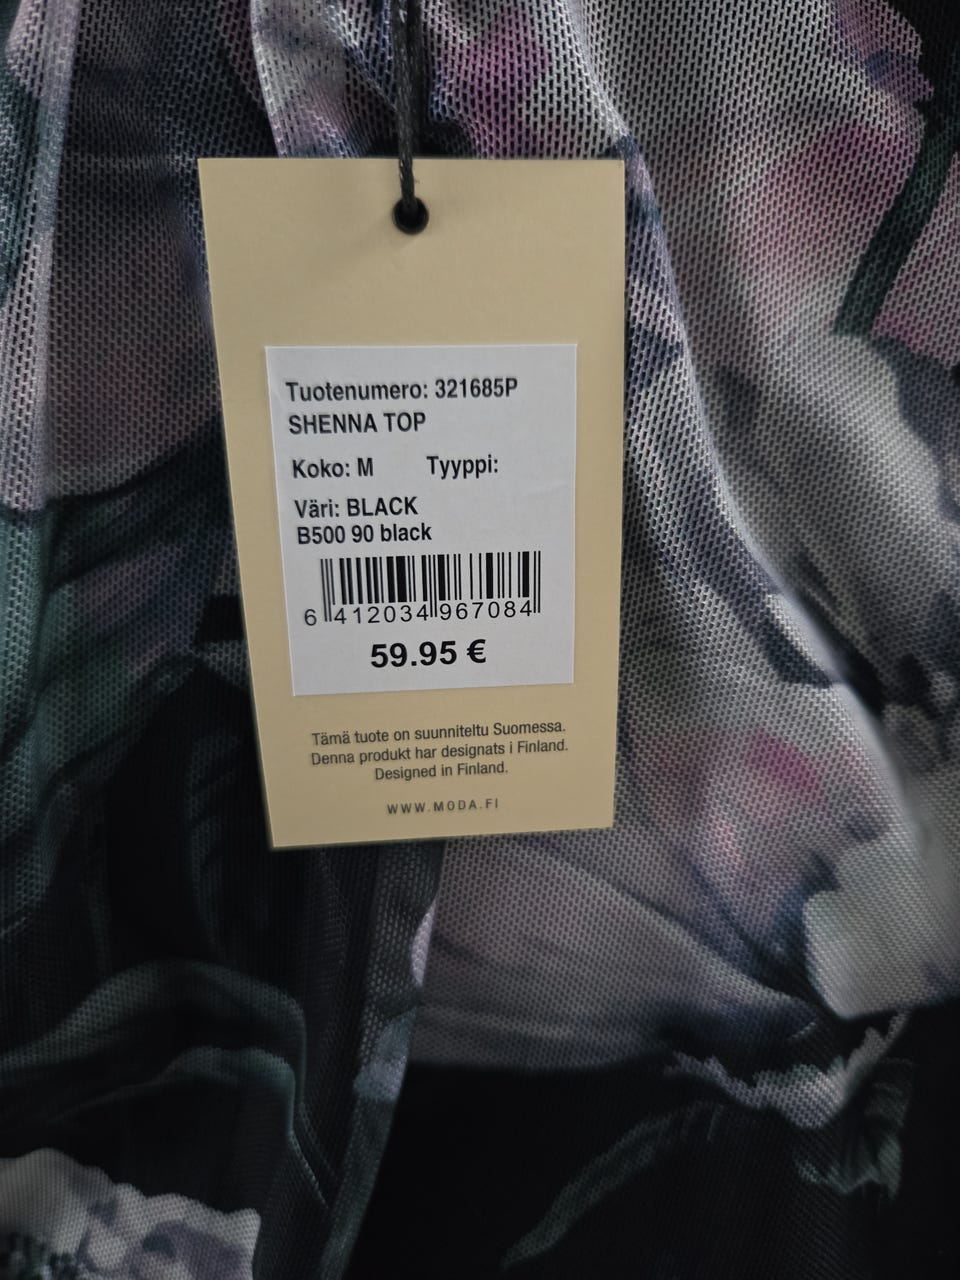 Tuotenumero: 321685P
SHENNA TOP
Koko: M Tyyppi:
Väri: BLACK
B500 90 black
6 412034 967084
59.95 €
Tämä tuote on suunniteltu Suomessa.
Denna produkt har designats i Finland.
Designed in Finland.
WWW.MODA.FI